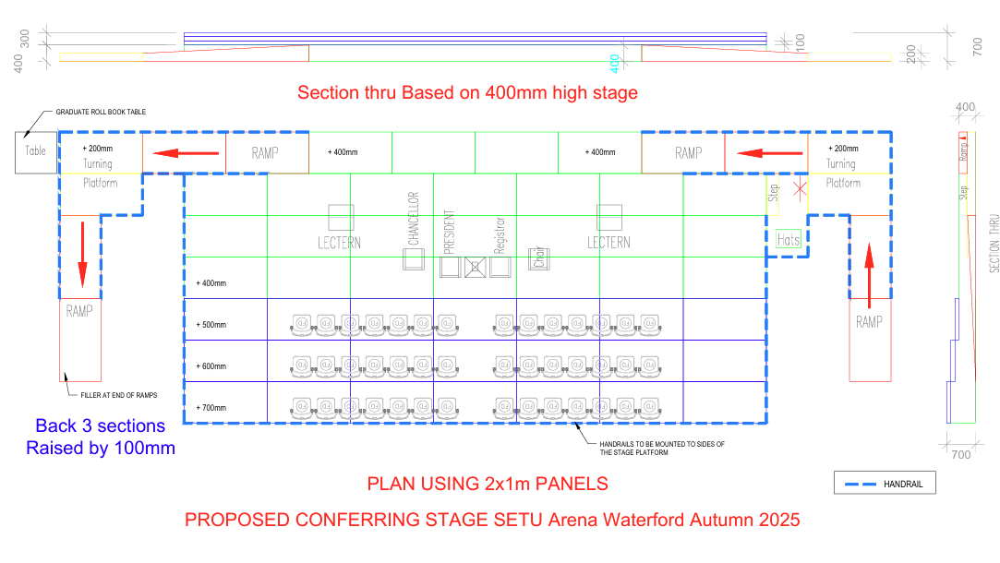 300
400
400
100
200
700
Section thru Based on 400mm high stage
GRADUATE ROLL BOOK TABLE
400
Table
+ 200mm
Turning
Platform
RAMP
+ 400mm
+ 400mm
RAMP
+ 200mm
Turning
Platform
Ramp
Step
Step
Hats
LECTERN
CHANCELLOR
PRESIDENT
Registrar
Chair
LECTERN
SECTION THRU
+ 400mm
RAMP
RAMP
+ 500mm
+ 600mm
+ 700mm
FILLER AT END OF RAMPS
Back 3 sections
Raised by 100mm
HANDRAILS TO BE MOUNTED TO SIDES OF
THE STAGE PLATFORM
700
PLAN USING 2x1m PANELS
HANDRAIL
PROPOSED CONFERRING STAGE SETU Arena Waterford Autumn 2025